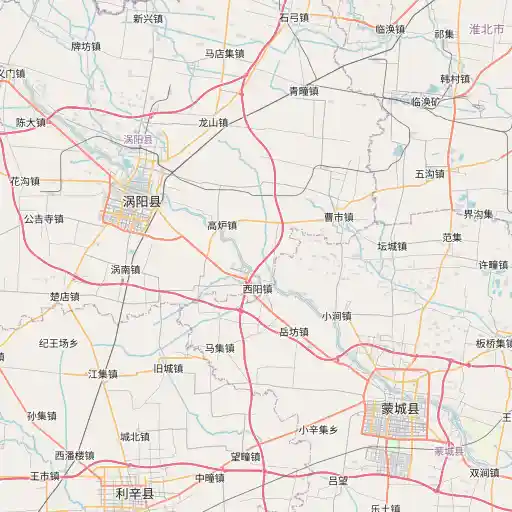 石弓镇
新兴镇
临涣镇
祁集
淮北市
牌坊镇
马店集镇
义门镇
韩村镇
青疃镇
临涣矿
陈大镇
龙山镇
涡阳县
五沟镇
花沟镇
涡阳县
公吉寺镇
高炉镇
曹市镇
界沟集
范集
坛城镇
涡南镇
许疃镇
西阳镇
楚店镇
小涧镇
岳坊镇
纪王场乡
马集镇
板桥集镇
江集镇
旧城镇
蒙城县
孙集镇
小辛集乡
城北镇
蒙城县
西潘楼镇
望疃镇
王市镇
中疃镇
吕望
双涧镇
利辛县
乐土镇